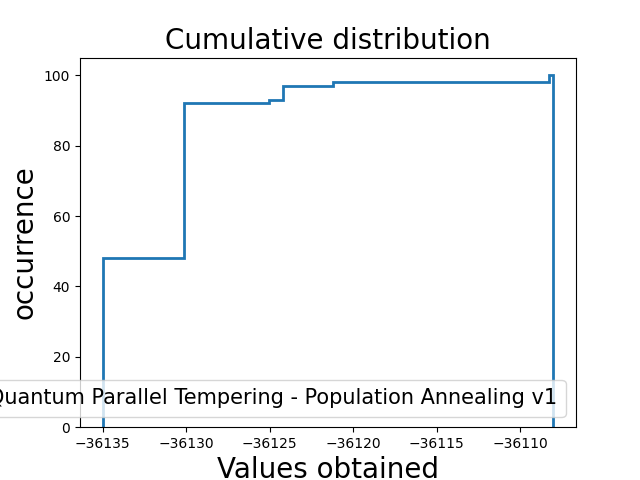 Cumulative distribution
100
80
60
40
20
0
occurrence
Quantum Parallel Tempering - Population Annealing v1
−36135 −36130 −36125 −36120 −36115 −36110
Values obtained